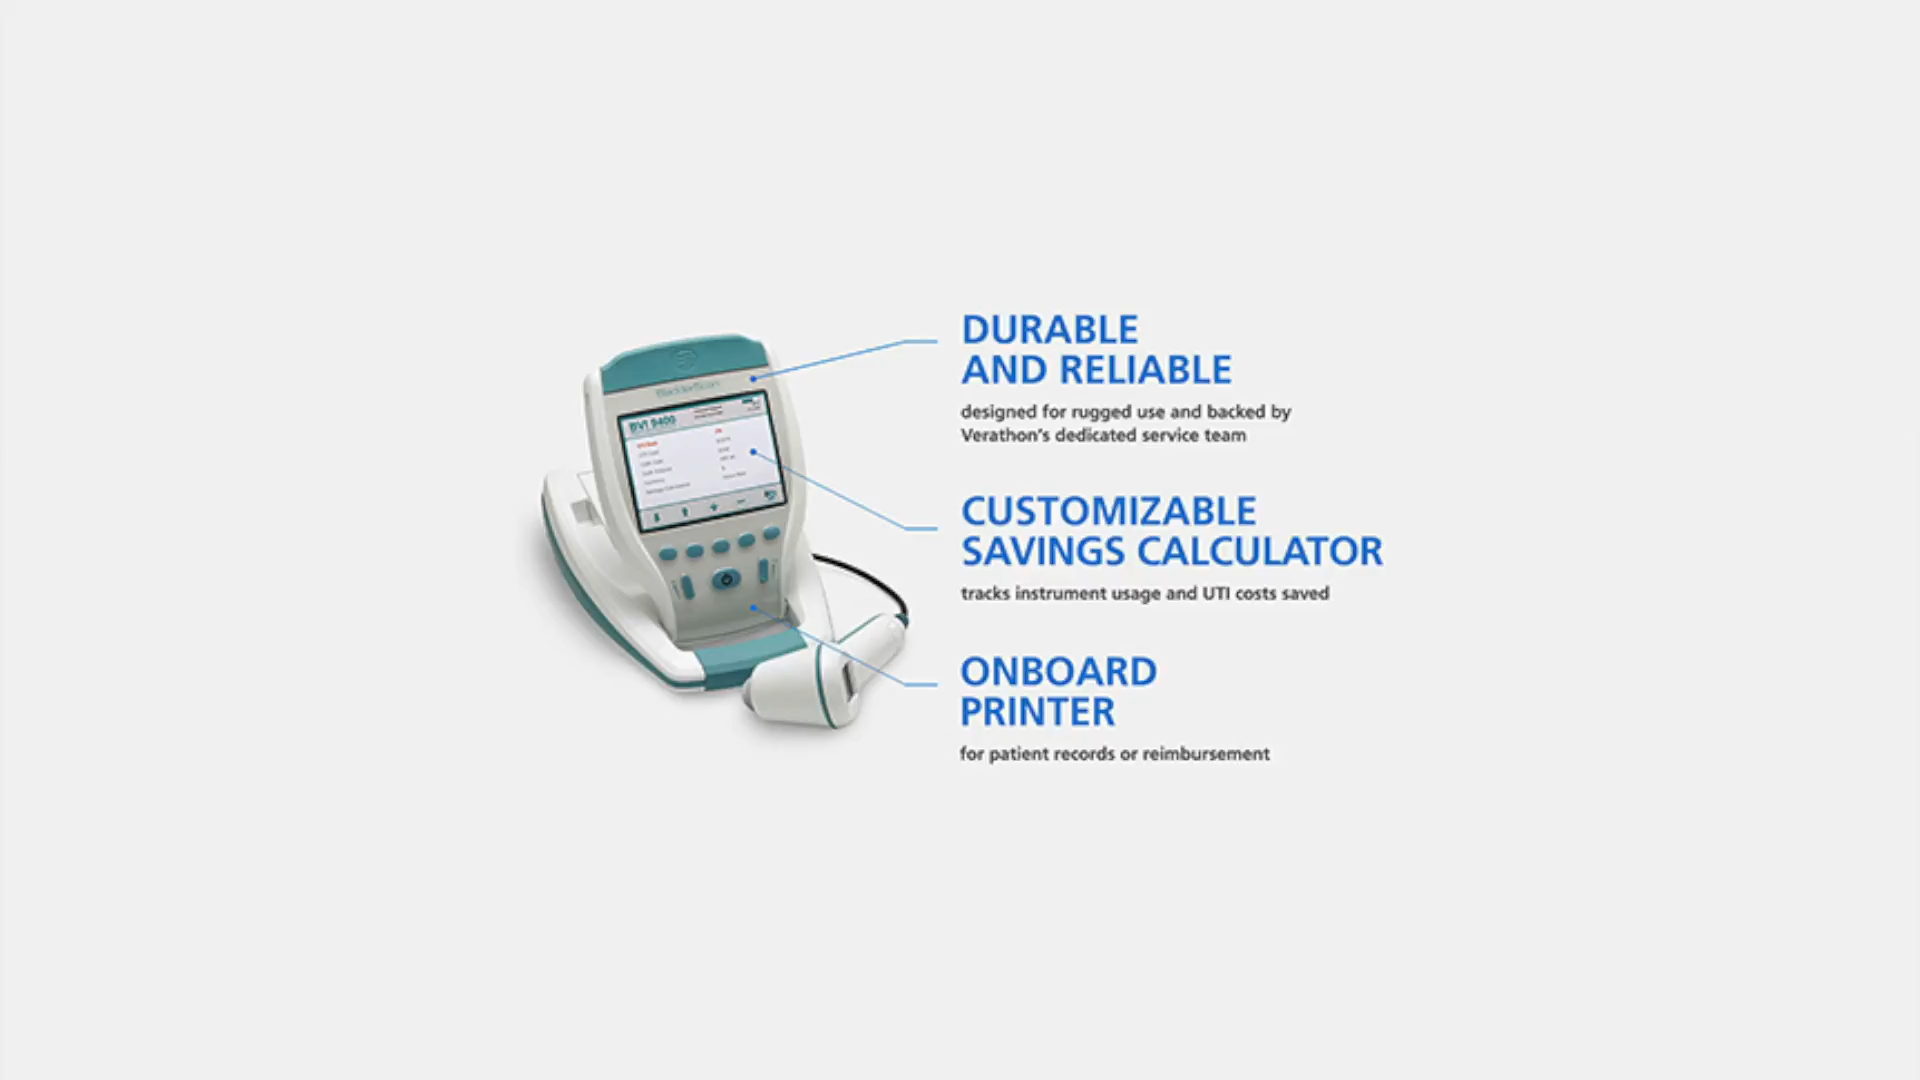 DURABLE
AND RELIABLE
designed for rugged use and backed by
Verathon's dedicated service team
BladderScan
BVI 9400
CUSTOMIZABLE
SAVINGS CALCULATOR
tracks instrument usage and UTI costs saved
ONBOARD
PRINTER
for patient records or reimbursement